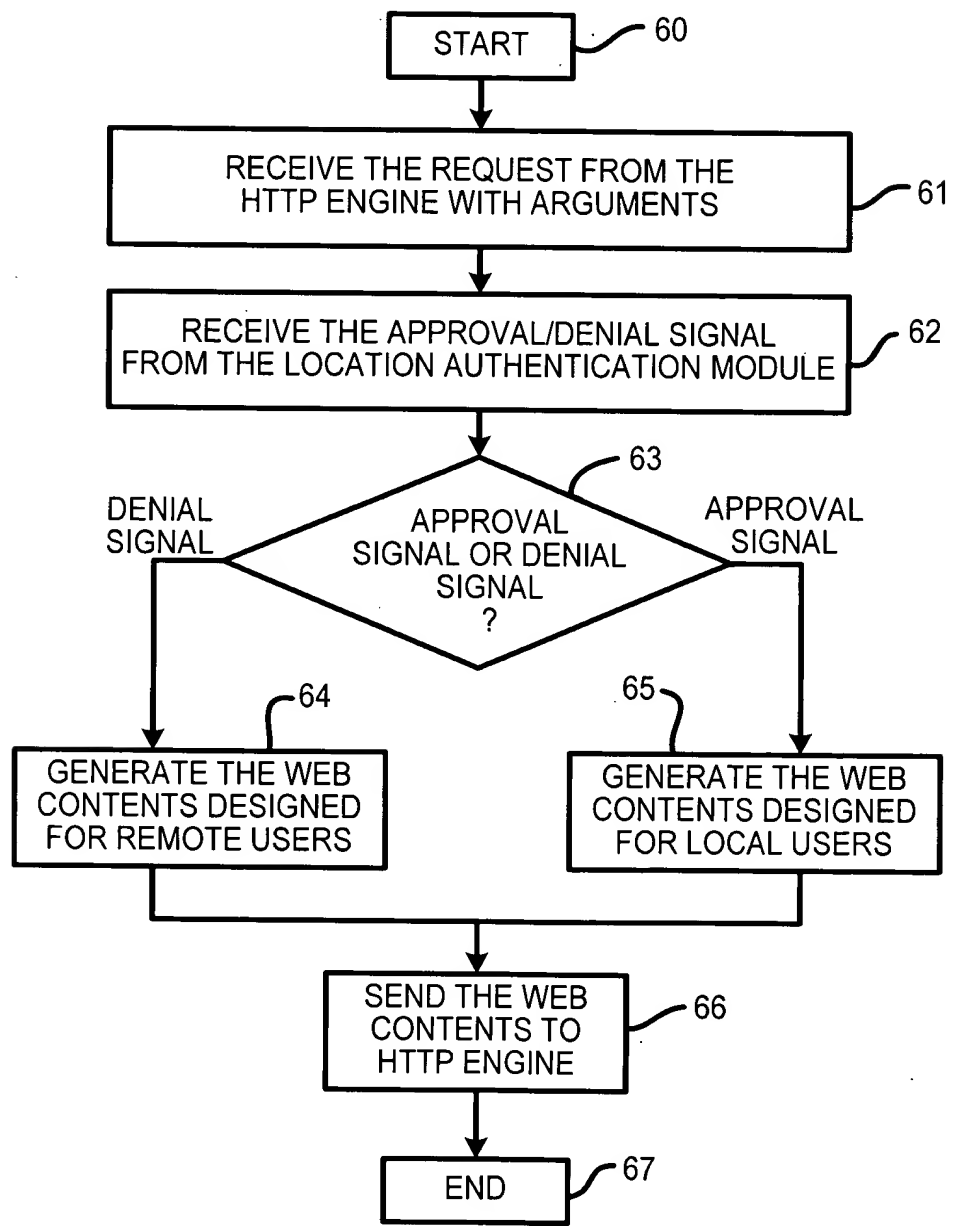 START
60
RECEIVE THE REQUEST FROM THE
HTTP ENGINE WITH ARGUMENTS
61
RECEIVE THE APPROVAL/DENIAL SIGNAL
FROM THE LOCATION AUTHENTICATION MODULE
62
63
DENIAL
SIGNAL
APPROVAL
SIGNAL OR DENIAL
SIGNAL
?
APPROVAL
SIGNAL
64
GENERATE THE WEB
CONTENTS DESIGNED
FOR REMOTE USERS
65
GENERATE THE WEB
CONTENTS DESIGNED
FOR LOCAL USERS
SEND THE WEB
CONTENTS TO
HTTP ENGINE
66
END
67